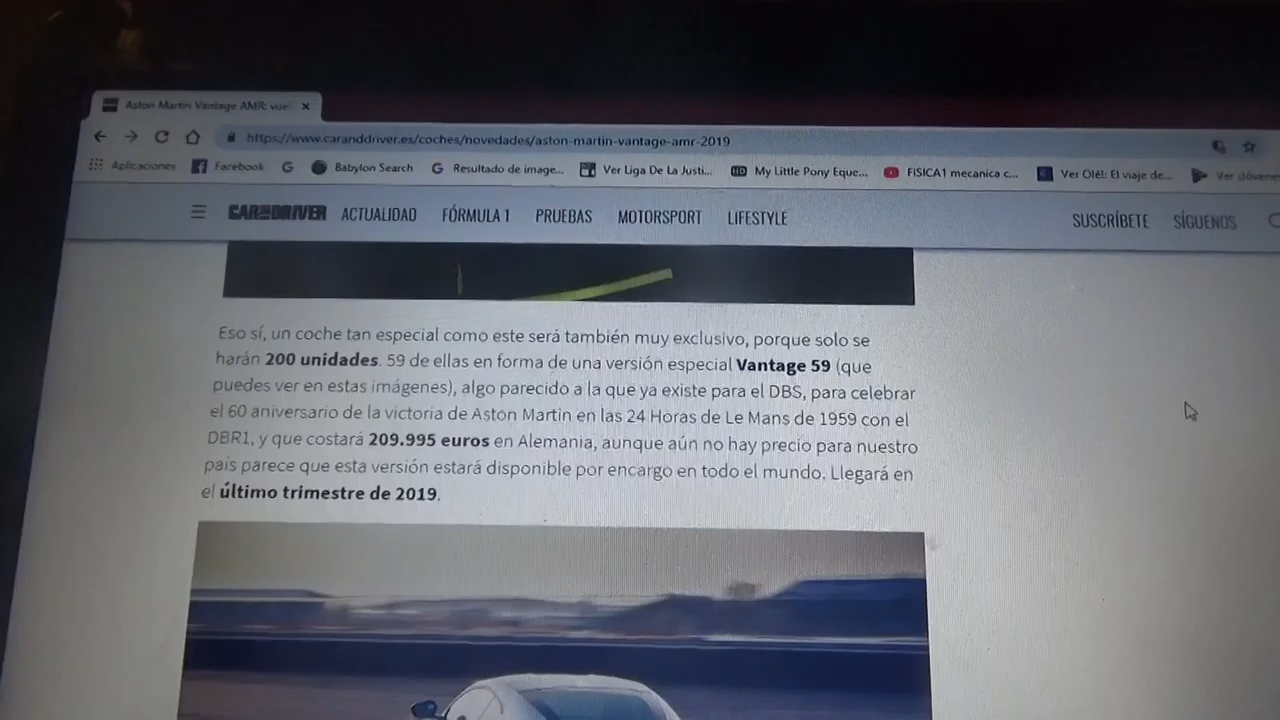 Aston Martin Vantage AMR: vue
https://www.caranddriver.es/coches/novedades/aston-martin-vantage-amr-2019
Aplicaciones Facebook Babylon Search Resultado de image... Ver Liga De La Justi... My Little Pony Eque... FISICA1 mecanica c... Ver Olé!: El viaje de... Ver Jóvene
CAR AND DRIVER ACTUALIDAD FÓRMULA 1 PRUEBAS MOTORSPORT LIFESTYLE SUSCRÍBETE SÍGUENOS
Eso sí, un coche tan especial como este será también muy exclusivo, porque solo se
harán 200 unidades. 59 de ellas en forma de una versión especial Vantage 59 (que
puedes ver en estas imágenes), algo parecido a la que ya existe para el DBS, para celebrar
el 60 aniversario de la victoria de Aston Martin en las 24 Horas de Le Mans de 1959 con el
DBR1, y que costará 209.995 euros en Alemania, aunque aún no hay precio para nuestro
país parece que esta versión estará disponible por encargo en todo el mundo. Llegará en
el último trimestre de 2019.